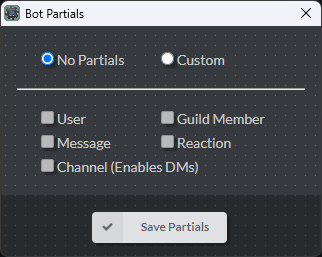 Bot Partials
No Partials Custom
User Guild Member
Message Reaction
Channel (Enables DMs)
Save Partials